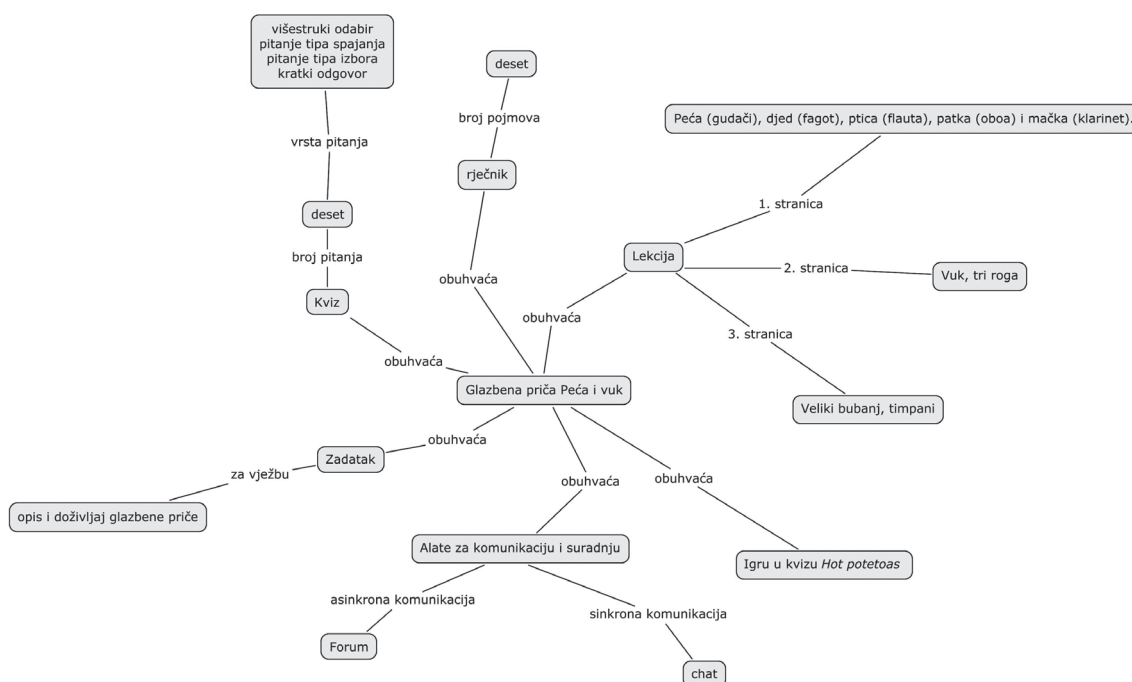 višestruki odabir
pitanje tipa spajanja
pitanje tipa izbora
kratki odgovor
deset
broj pojmova
Peća (gudači), djed (fagot), ptica (flauta), patka (oboa) i mačka (klarinet).
vrsta pitanja
rječnik
1. stranica
deset
broj pitanja
Lekcija
2. stranica
Vuk, tri roga
obuhvaća
Kviz
obuhvaća
3. stranica
obuhvaća
Glazbena priča Peća i vuk
Veliki bubanj, timpani
obuhvaća
Zadatak
za vježbu
obuhvaća
obuhvaća
opis i doživljaj glazbene priče
Alate za komunikaciju i suradnju
Igru u kvizu Hot potetoas
asinkrona komunikacija
sinkrona komunikacija
Forum
chat